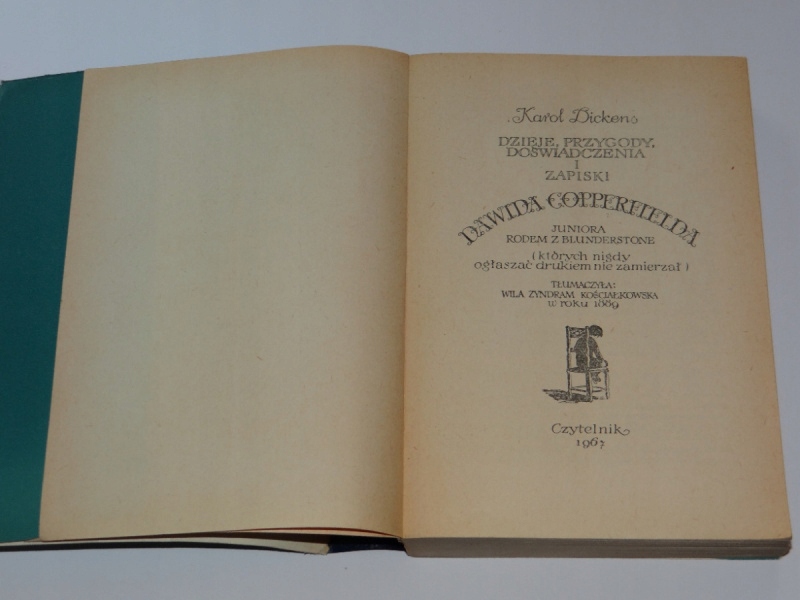 Karol Dickens
DZIEJE, PRZYGODY,
DOŚWIADCZENIA
I
ZAPISKI
DAWIDA COPPERFIELDA
JUNIORA
RODEM Z BLUNDERSTONE
(których nigdy
ogłaszać drukiem nie zamierzał)
TŁUMACZYŁA:
WILA ZYNDRAM KOŚCIAŁKOWSKA
w roku 1889
Czytelnik
1967